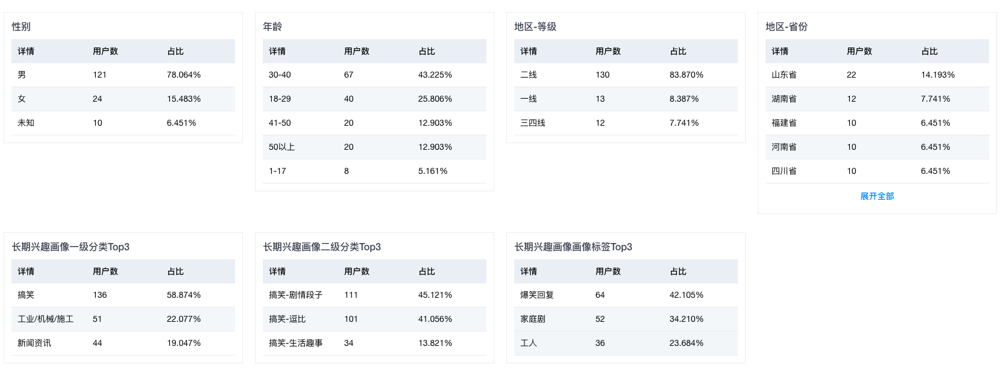 性别
详情 用户数 占比
男 121 78.064%
女 24 15.483%
未知 10 6.451%
年龄
详情 用户数 占比
30-40 67 43.225%
18-29 40 25.806%
41-50 20 12.903%
50以上 20 12.903%
1-17 8 5.161%
地区-等级
详情 用户数 占比
二线 130 83.870%
一线 13 8.387%
三四线 12 7.741%
地区-省份
详情 用户数 占比
山东省 22 14.193%
湖南省 12 7.741%
福建省 10 6.451%
河南省 10 6.451%
四川省 10 6.451%
展开全部
长期兴趣画像一级分类Top3
详情 用户数 占比
搞笑 136 58.874%
工业/机械/施工 51 22.077%
新闻资讯 44 19.047%
长期兴趣画像二级分类Top3
详情 用户数 占比
搞笑-剧情段子 111 45.121%
搞笑-逗比 101 41.056%
搞笑-生活趣事 34 13.821%
长期兴趣画像画像标签Top3
详情 用户数 占比
爆笑回复 64 42.105%
家庭剧 52 34.210%
工人 36 23.684%